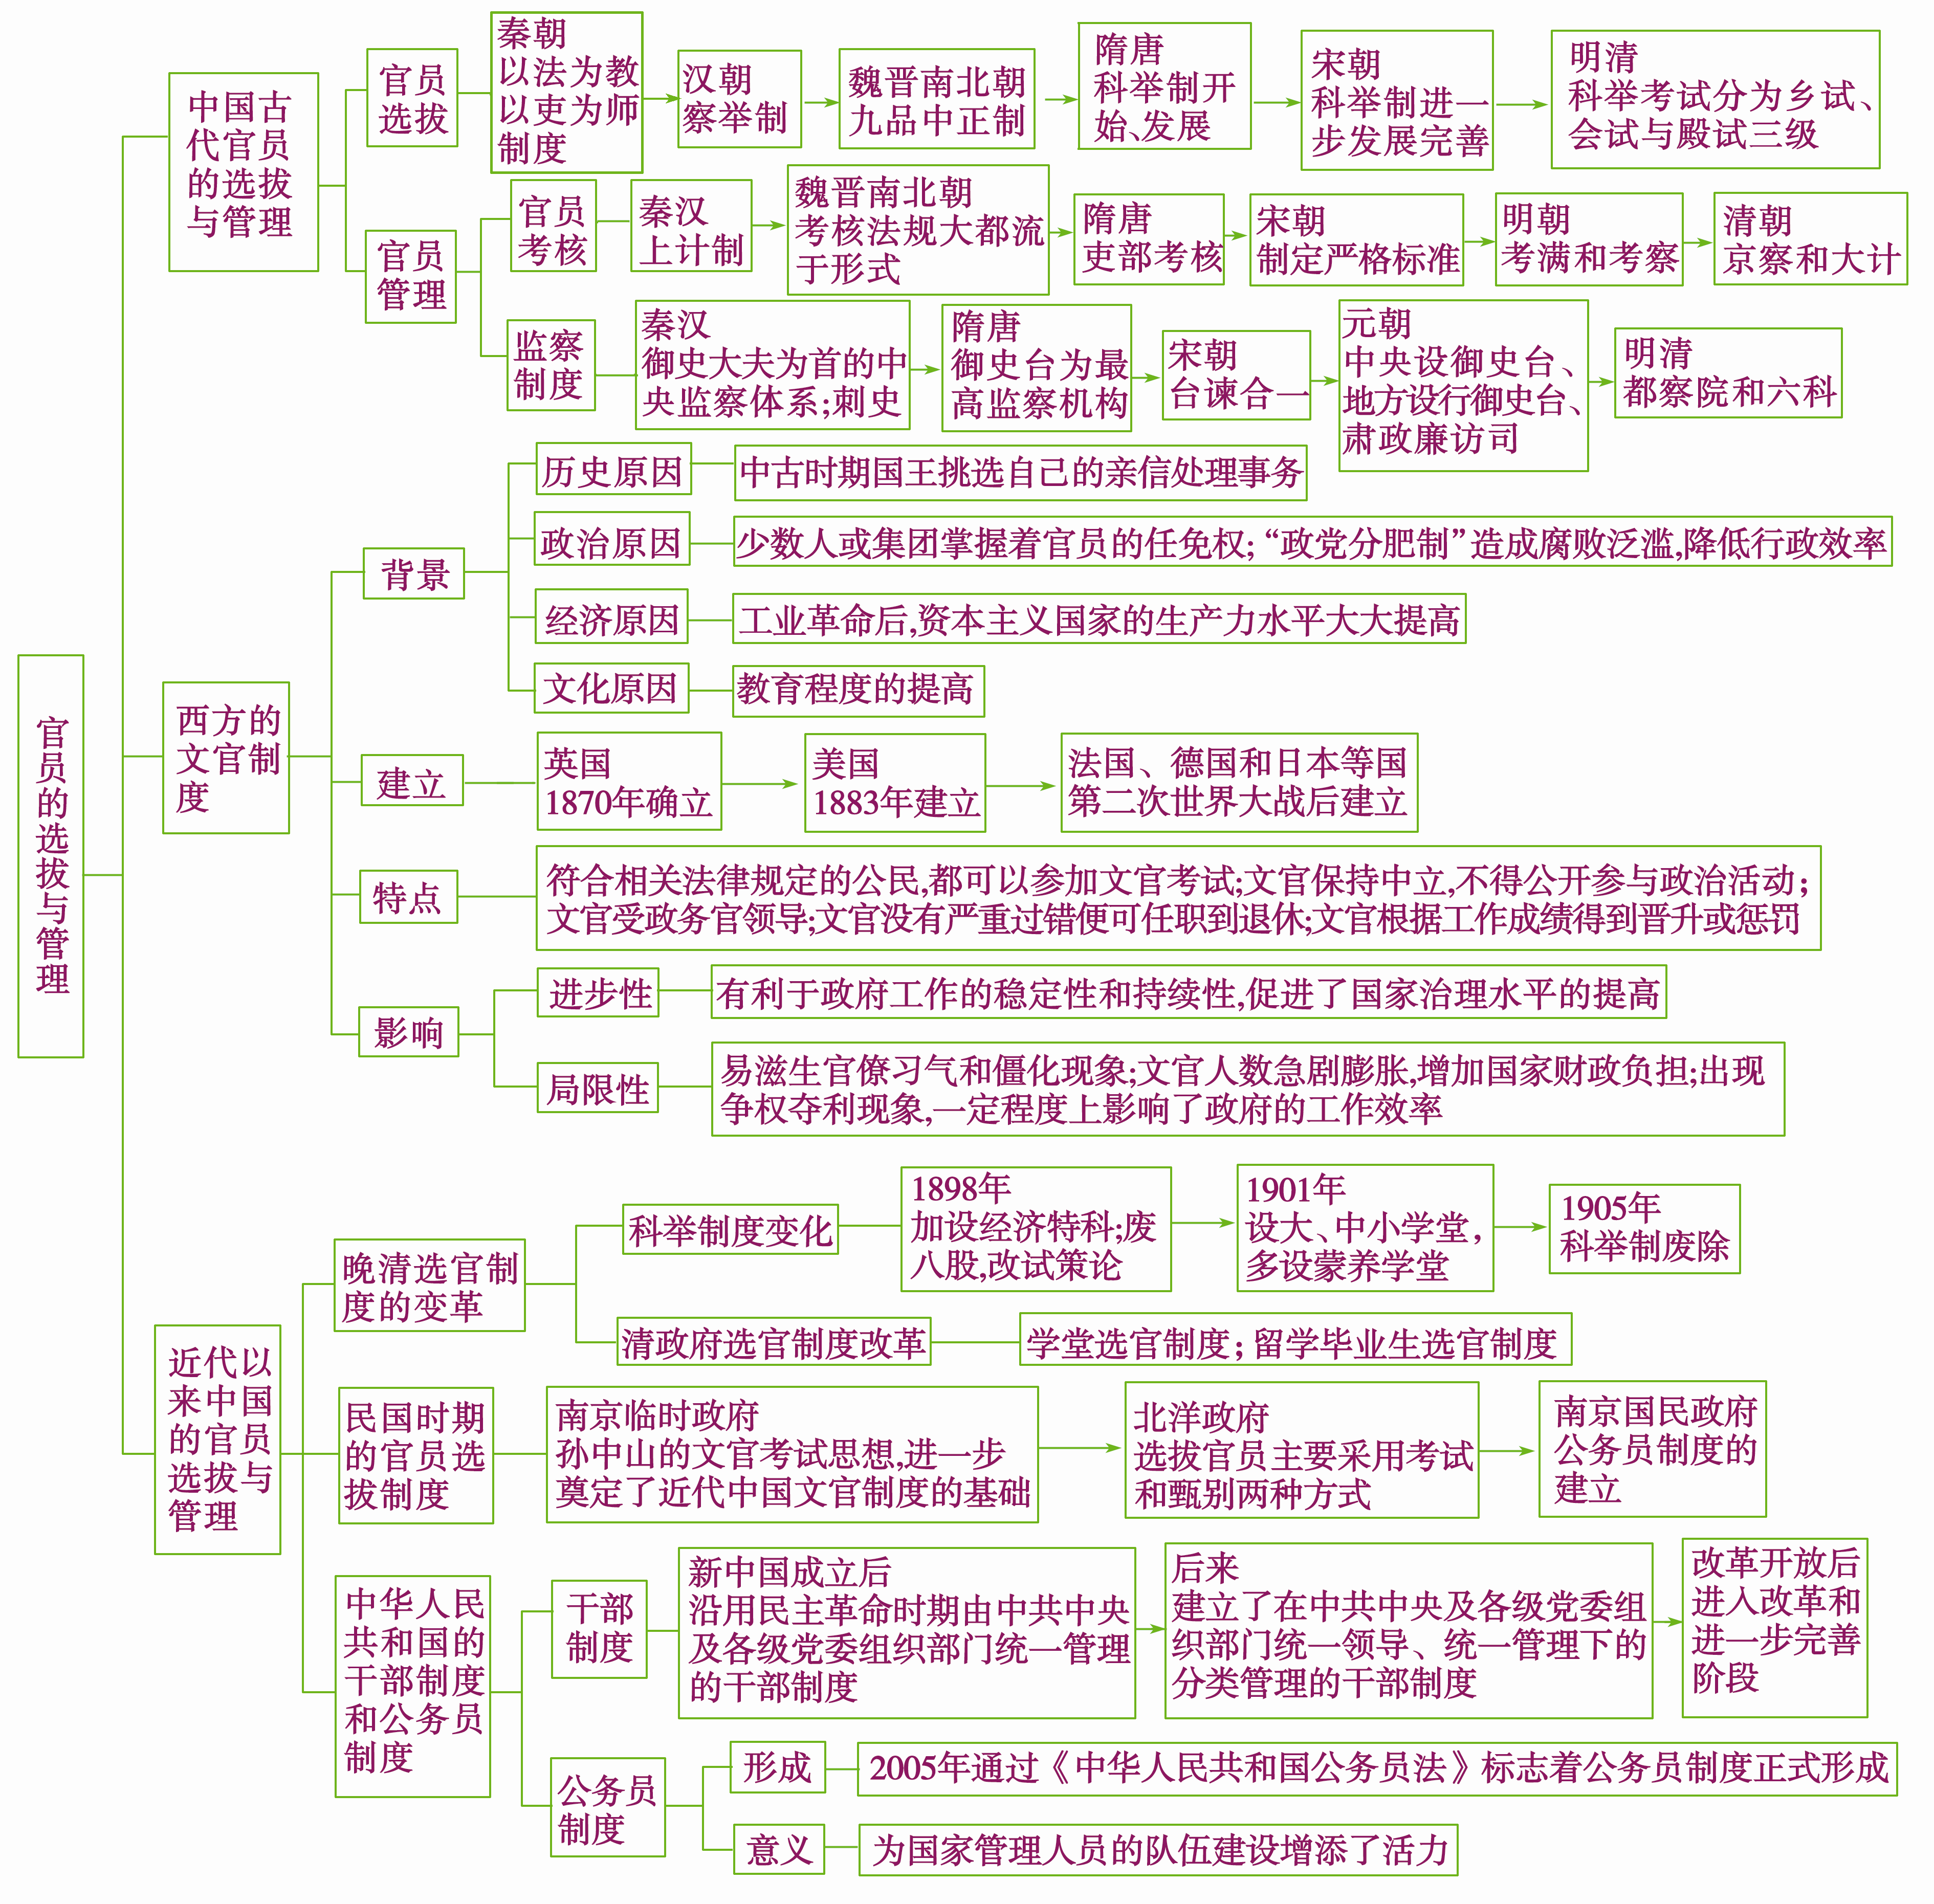 官员的选拔与管理
中国古
代官员
的选拔
与管理
官员
选拔
秦朝
以法为教
以吏为师
制度
汉朝
察举制
魏晋南北朝
九品中正制
隋唐
科举制开
始、发展
宋朝
科举制进一
步发展完善
明清
科举考试分为乡试、
会试与殿试三级
官员
管理
官员
考核
秦汉
上计制
魏晋南北朝
考核法规大都流
于形式
隋唐
吏部考核
宋朝
制定严格标准
明朝
考满和考察
清朝
京察和大计
监察
制度
秦汉
御史大夫为首的中
央监察体系;刺史
隋唐
御史台为最
高监察机构
宋朝
台谏合一
元朝
中央设御史台、
地方设行御史台、
肃政廉访司
明清
都察院和六科
西方的
文官制
度
背景
历史原因
中古时期国王挑选自己的亲信处理事务
政治原因
少数人或集团掌握着官员的任免权;“政党分肥制”造成腐败泛滥,降低行政效率
经济原因
工业革命后,资本主义国家的生产力水平大大提高
文化原因
教育程度的提高
建立
英国
1870年确立
美国
1883年建立
法国、德国和日本等国
第二次世界大战后建立
特点
符合相关法律规定的公民,都可以参加文官考试;文官保持中立,不得公开参与政治活动;
文官受政务官领导;文官没有严重过错便可任职到退休;文官根据工作成绩得到晋升或惩罚
影响
进步性
有利于政府工作的稳定性和持续性,促进了国家治理水平的提高
局限性
易滋生官僚习气和僵化现象;文官人数急剧膨胀,增加国家财政负担;出现
争权夺利现象,一定程度上影响了政府的工作效率
近代以
来中国
的官员
选拔与
管理
晚清选官制
度的变革
科举制度变化
1898年
加设经济特科;废
八股,改试策论
1901年
设大、中小学堂,
多设蒙养学堂
1905年
科举制废除
清政府选官制度改革
学堂选官制度;留学毕业生选官制度
民国时期
的官员选
拔制度
南京临时政府
孙中山的文官考试思想,进一步
奠定了近代中国文官制度的基础
北洋政府
选拔官员主要采用考试
和甄别两种方式
南京国民政府
公务员制度的
建立
中华人民
共和国的
干部制度
和公务员
制度
干部
制度
新中国成立后
沿用民主革命时期由中共中央
及各级党委组织部门统一管理
的干部制度
后来
建立了在中共中央及各级党委组
织部门统一领导、统一管理下的
分类管理的干部制度
改革开放后
进入改革和
进一步完善
阶段
公务员
制度
形成
2005年通过《中华人民共和国公务员法》标志着公务员制度正式形成
意义
为国家管理人员的队伍建设增添了活力